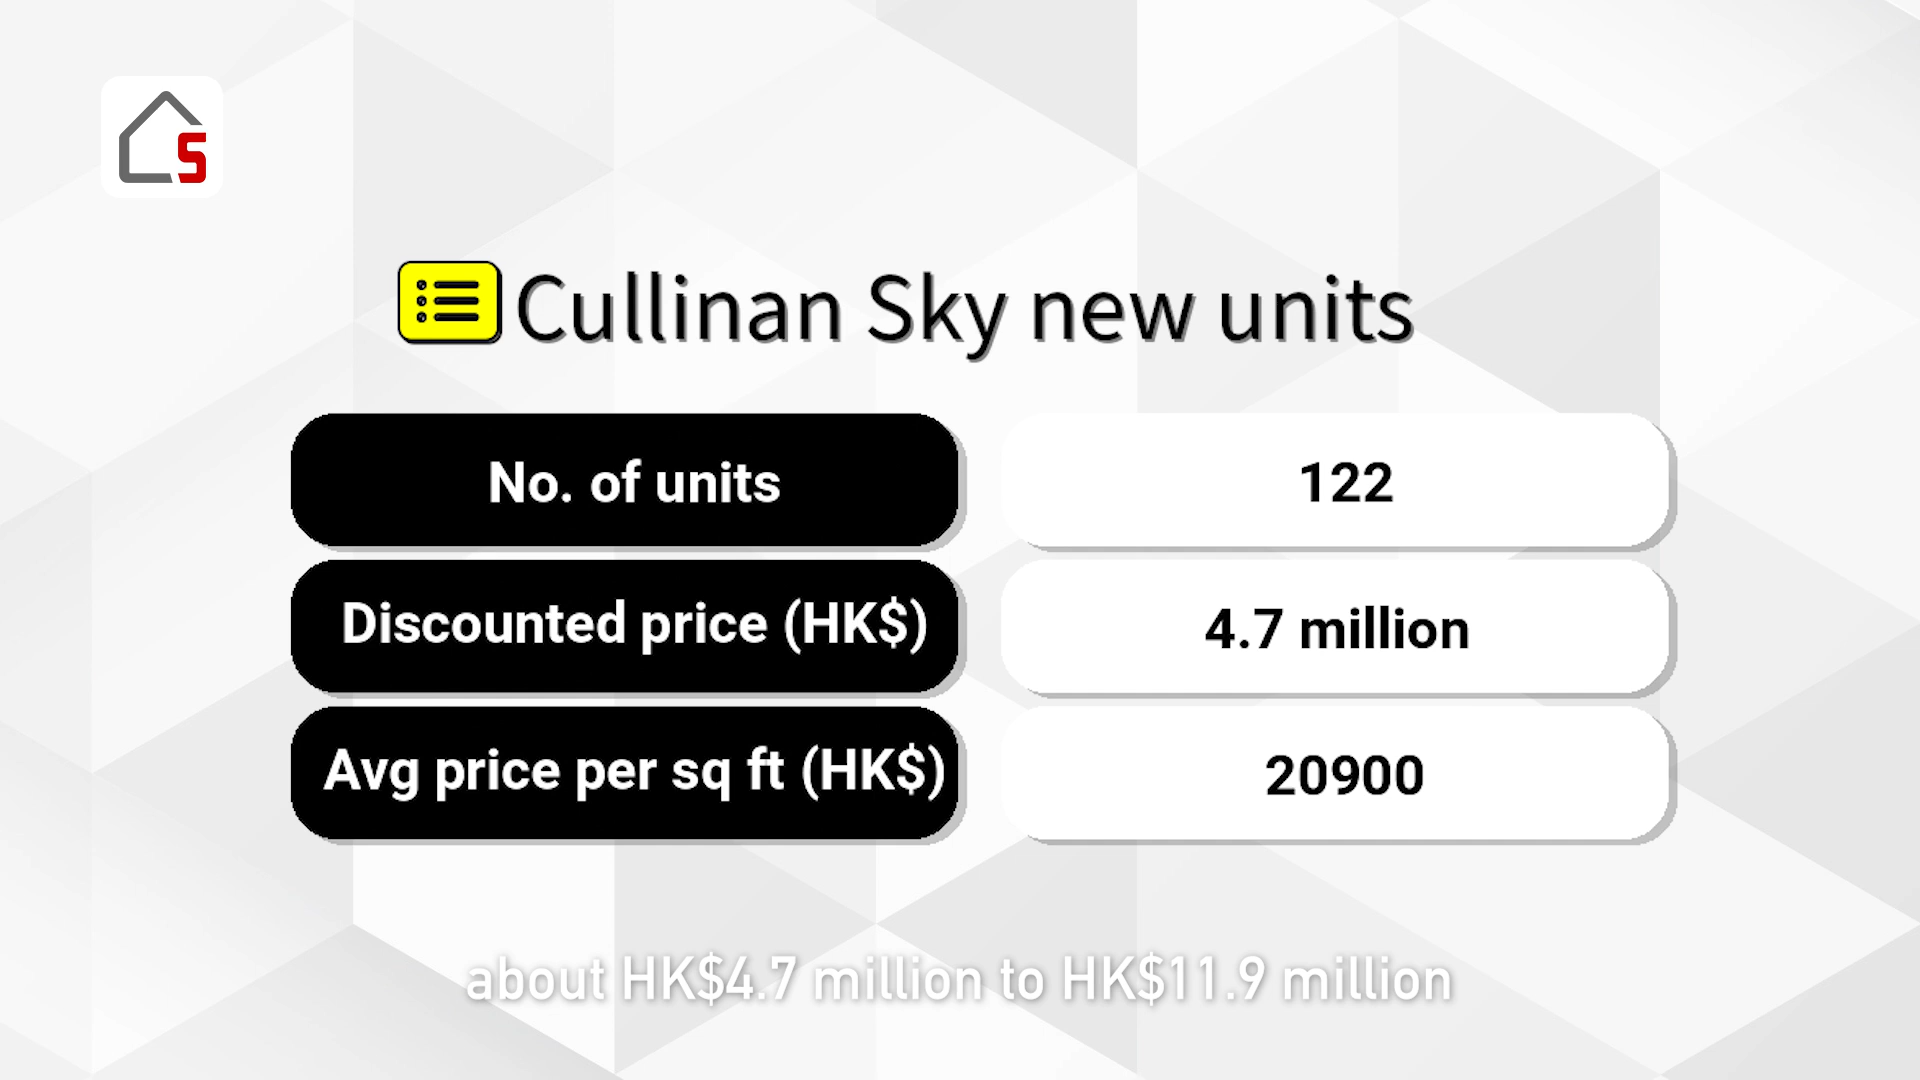 S
Cullinan Sky new units
No. of units
122
Discounted price (HK$)
4.7 million
Avg price per sq ft (HK$)
20900
about HK$4.7 million to HK$11.9 million